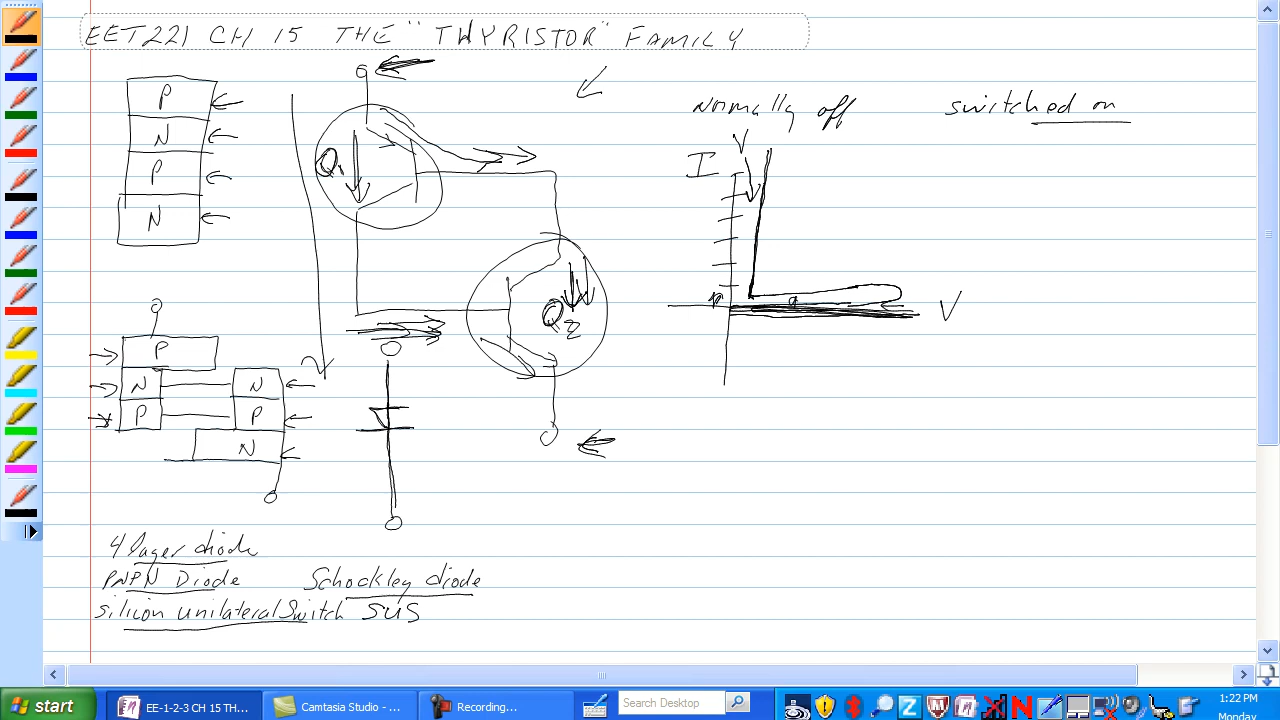 EET221 CH 15 THE "THYRISTOR" FAMILY
P
N
P
N
Q1
Q2
Normally off
switched on
I
V
P
N
P
N
P
N
4 layer diode
PNPN Diode
Schockley diode
silicon unilateral Switch SUS
start
EE-1-2-3 CH 15 TH...
Camtasia Studio - ...
Recording...
Search Desktop
1:22 PM
Monday